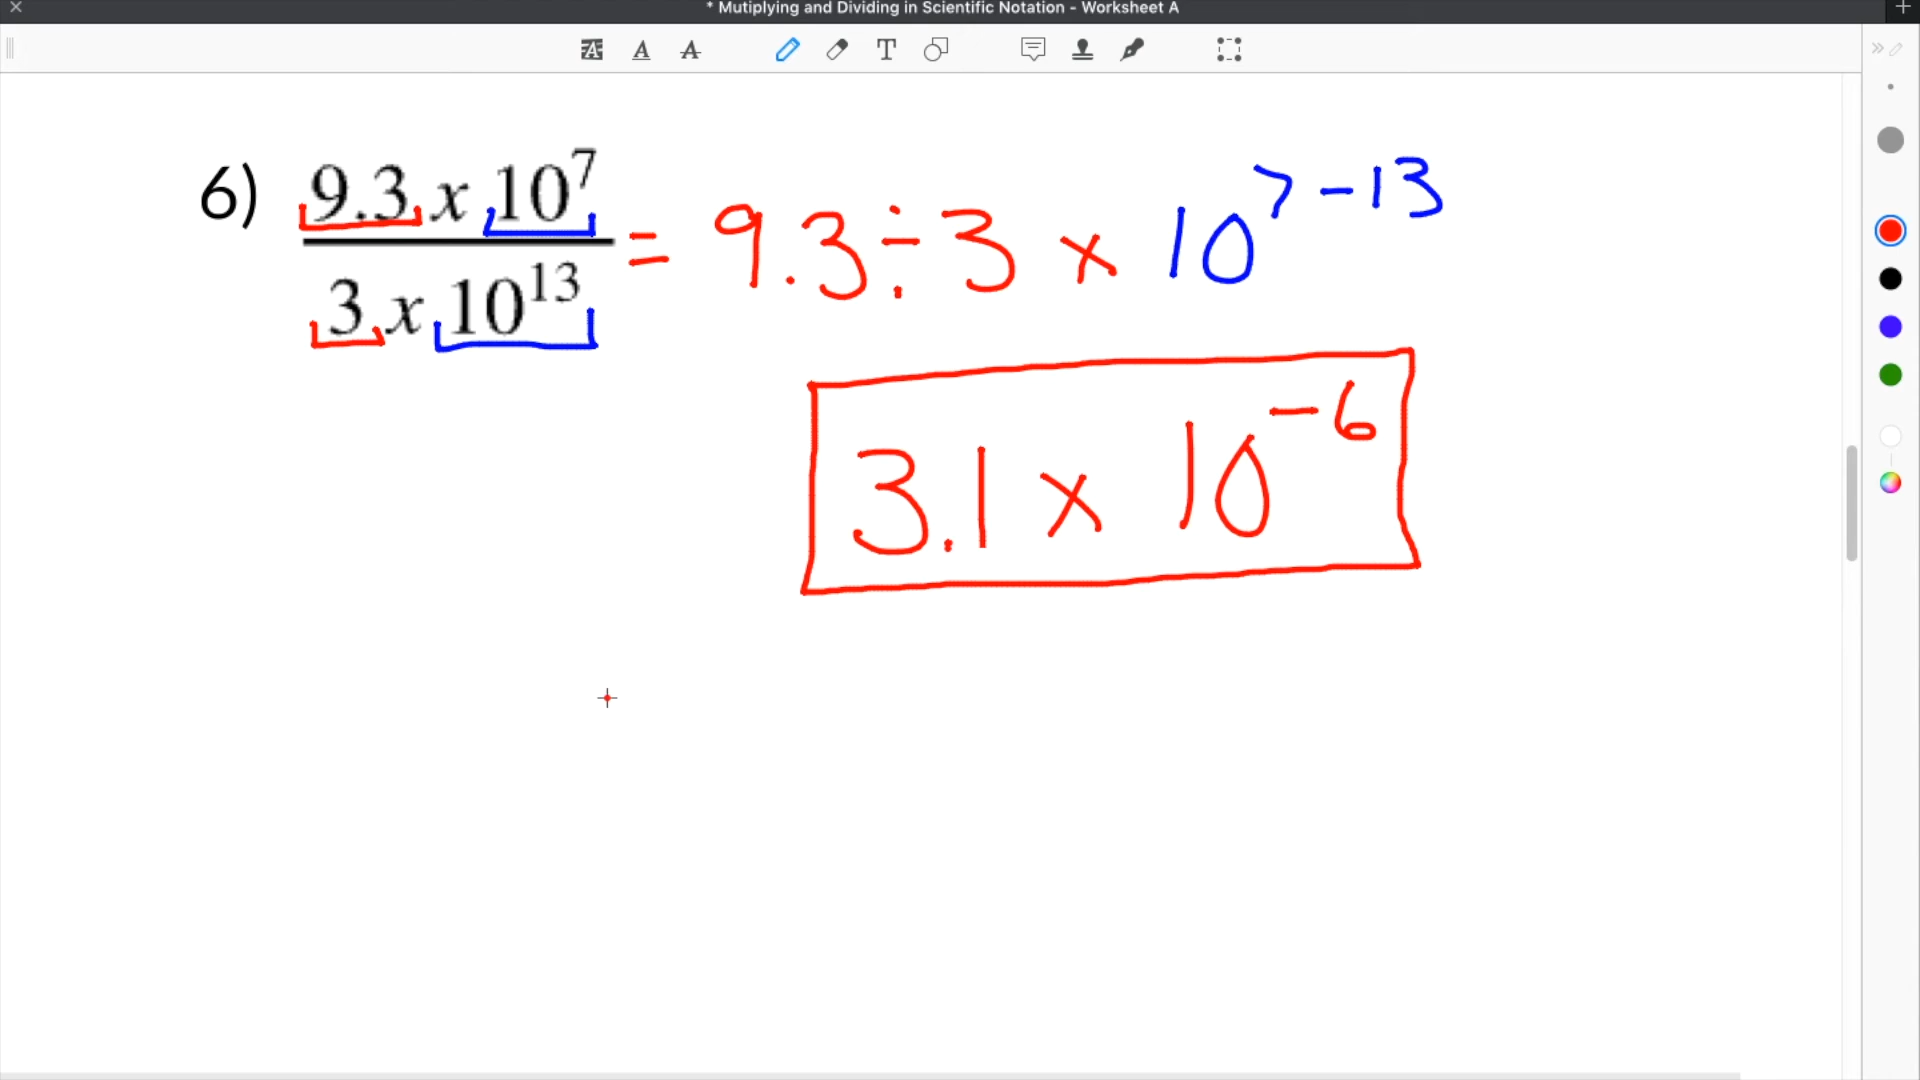 * Mutiplying and Dividing in Scientific Notation - Worksheet A
6) 9.3 x 10^7 / 3 x 10^13 = 9.3 ÷ 3 x 10^7-13
3.1 x 10^-6